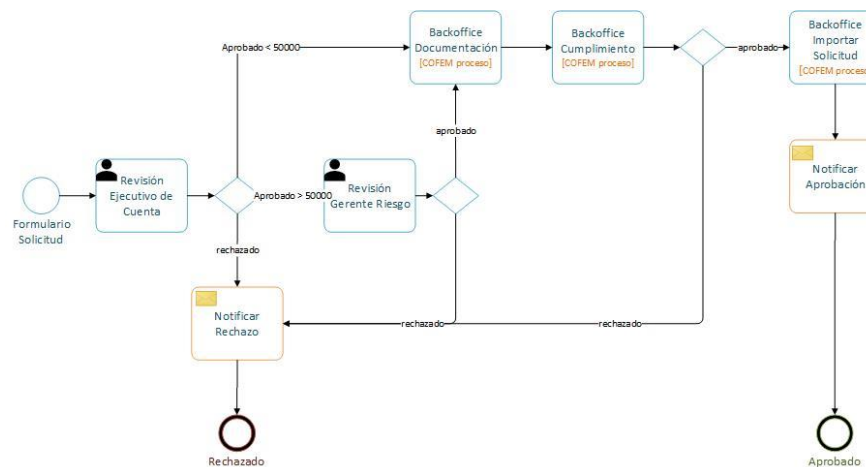 Backoffice
Documentación
[COFEM proceso]
Backoffice
Cumplimiento
[COFEM proceso]
Backoffice
Importar
Solicitud
[COFEM proceso]
Aprobado < 50000
aprobado
aprobado
Revisión
Ejecutivo de
Cuenta
Aprobado > 50000
Revisión
Gerente Riesgo
Notificar
Aprobación
Formulario
Solicitud
rechazado
Notificar
Rechazo
rechazado
rechazado
Rechazado
Aprobado